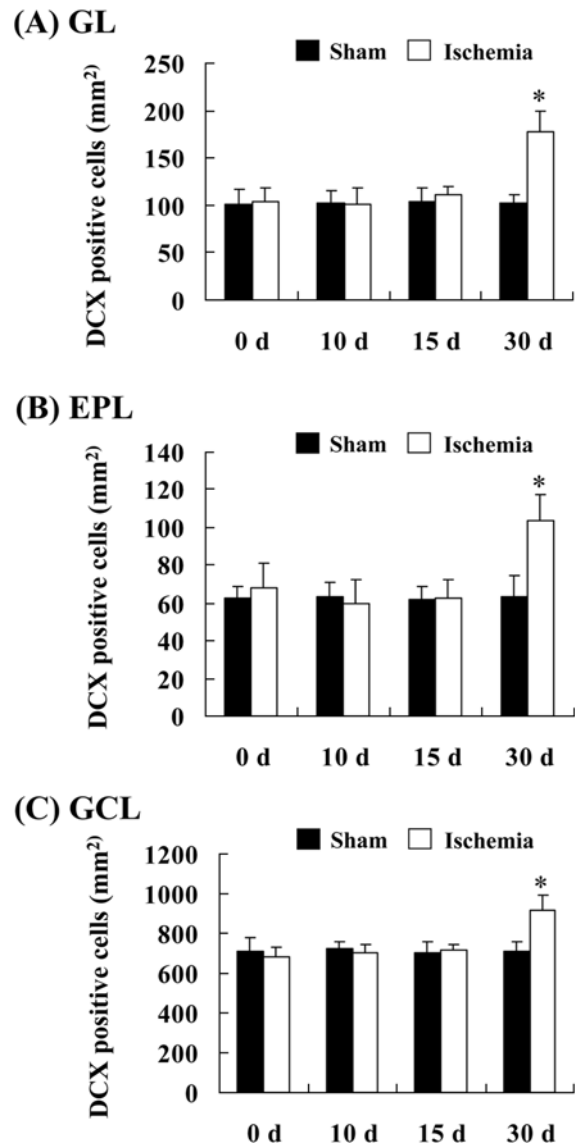 (A) GL
Sham Ischemia
DCX positive cells (mm²)
250
200
150
100
50
0
*
0 d 10 d 15 d 30 d
(B) EPL
Sham Ischemia
DCX positive cells (mm²)
140
120
100
80
60
40
20
0
*
0 d 10 d 15 d 30 d
(C) GCL
Sham Ischemia
DCX positive cells (mm²)
1200
1000
800
600
400
200
0
*
0 d 10 d 15 d 30 d